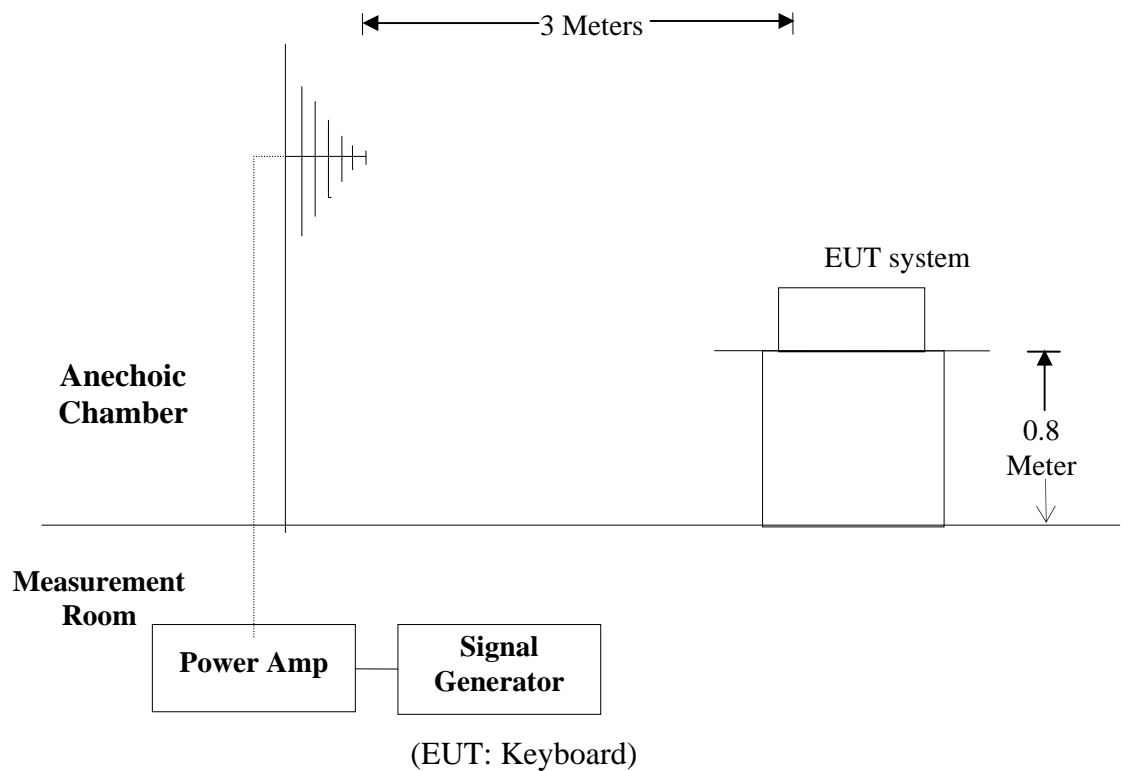 3 Meters
EUT system
Anechoic
Chamber
0.8
Meter
Measurement
Room
Power Amp
Signal
Generator
(EUT: Keyboard)